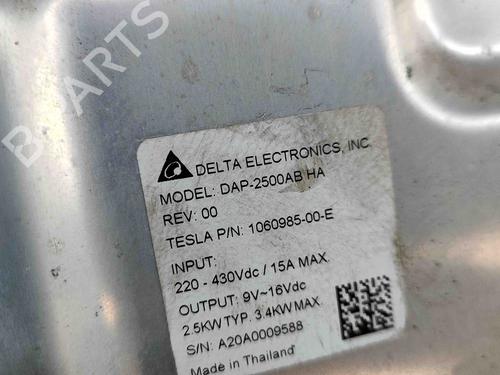 B PARTS
DELTA ELECTRONICS, INC
MODEL: DAP-2500AB HA
REV: 00
TESLA P/N: 1060985-00-E
INPUT:
220 - 430Vdc / 15A MAX.
OUTPUT: 9V~16Vdc
2.5KW TYP. 3.4KW MAX.
S/N: A20A0009588
Made in Thailand